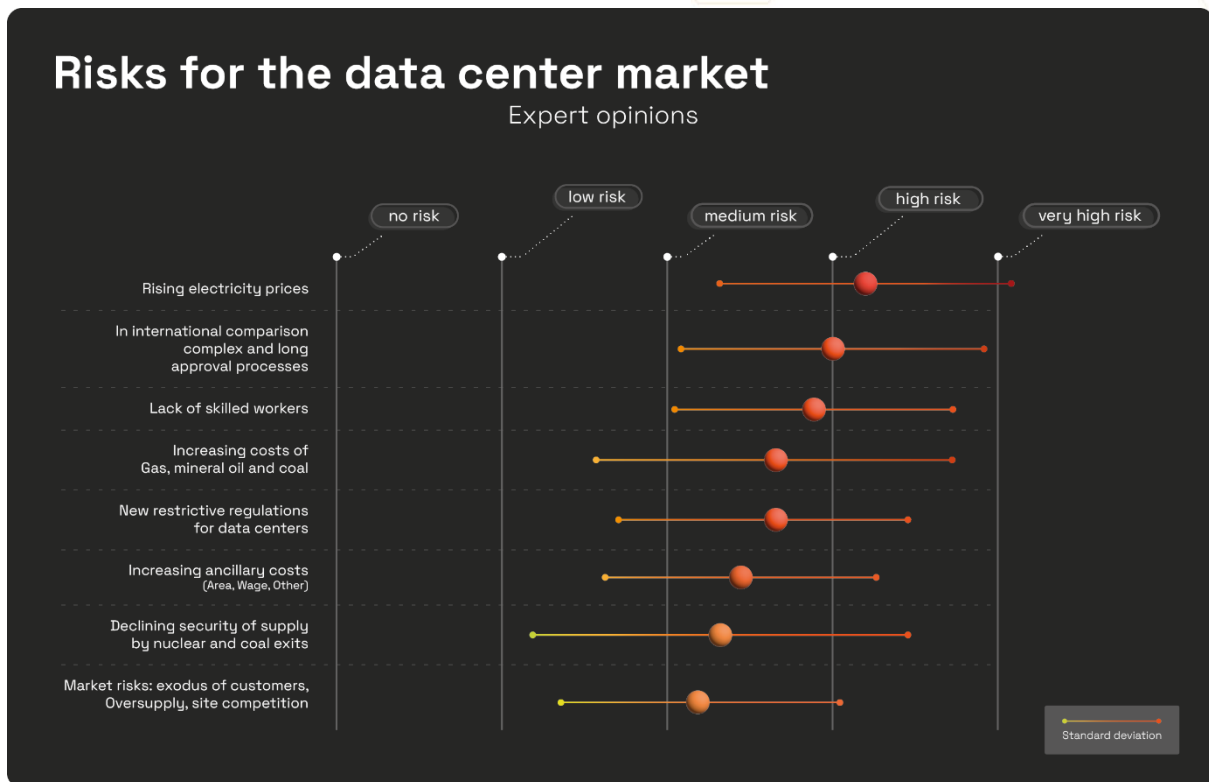 Risks for the data center market
Expert opinions
no risk
low risk
medium risk
high risk
very high risk
Rising electricity prices
In international comparison
complex and long
approval processes
Lack of skilled workers
Increasing costs of
Gas, mineral oil and coal
New restrictive regulations
for data centers
Increasing ancillary costs
(Area, Wage, Other)
Declining security of supply
by nuclear and coal exits
Market risks: exodus of customers,
Oversupply, site competition
Standard deviation